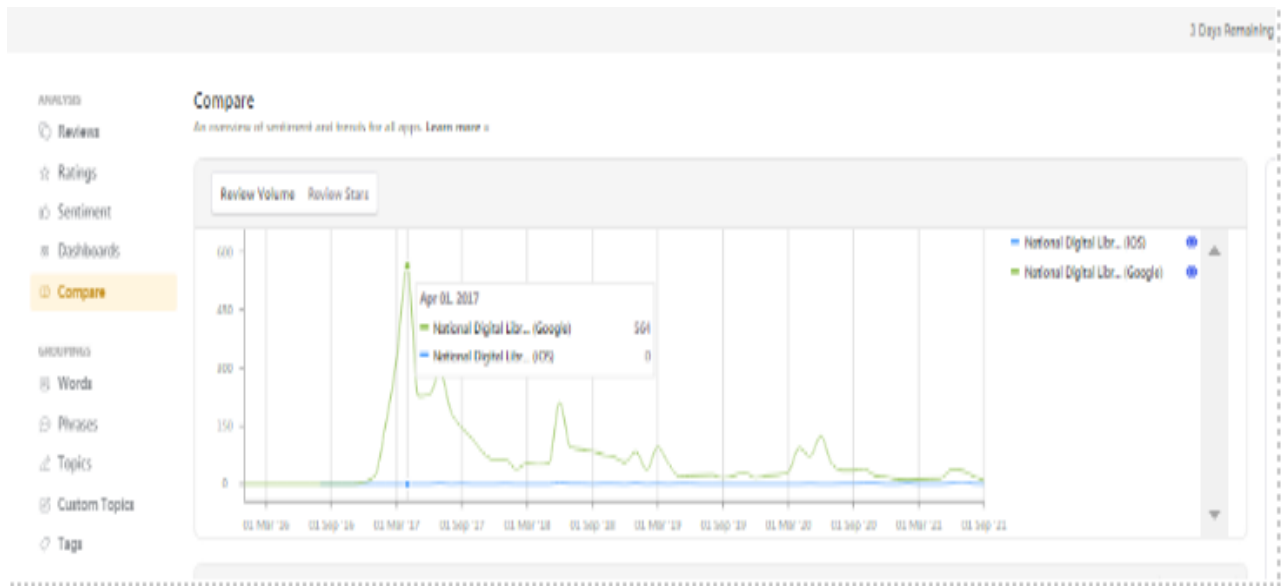 3 Days Remaining
ANALYSIS
Reviews
Ratings
Sentiment
Dashboards
Compare
GROUPINGS
Words
Phrases
Topics
Custom Topics
Tags
Compare
An overview of sentiment and trends for all apps. Learn more »
Review Volume Review Stars
600
450
300
150
0
Apr 01, 2017
National Digital Libr... (Google) 564
National Digital Libr... (iOS) 0
01 Mar '16 01 Sep '16 01 Mar '17 01 Sep '17 01 Mar '18 01 Sep '18 01 Mar '19 01 Sep '19 01 Mar '20 01 Sep '20 01 Mar '21 01 Sep '21
National Digital Libr... (iOS)
National Digital Libr... (Google)